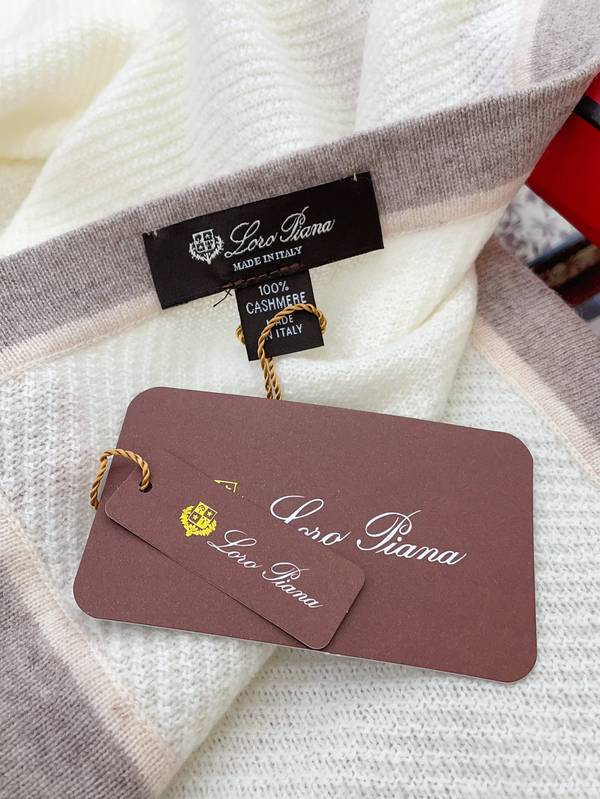 Loro Piana
MADE IN ITALY
100%
CASHMERE
MADE
IN ITALY
Loro Piana
Loro Piana